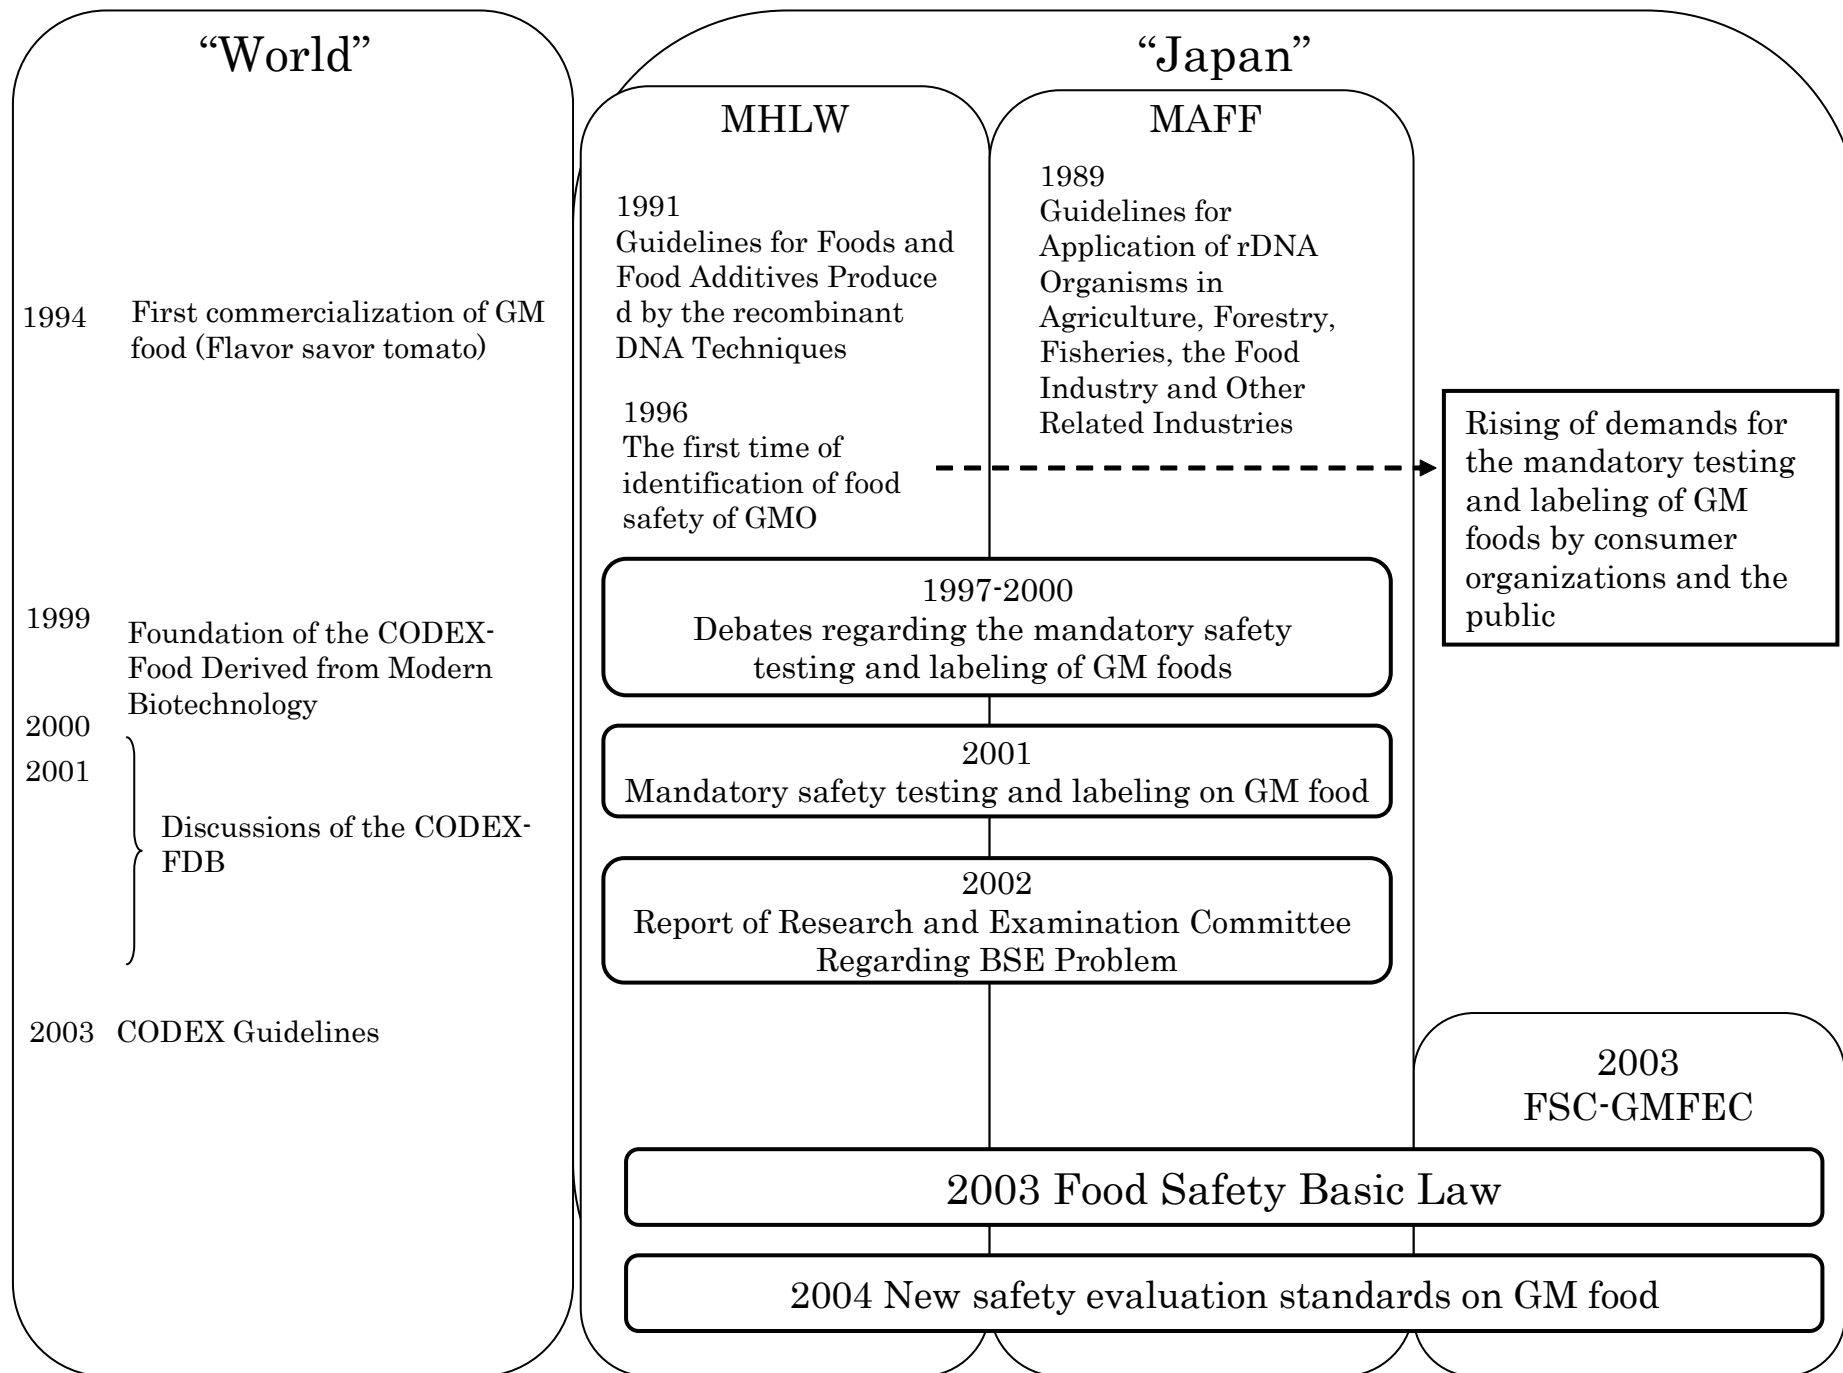 “World”
1994
First commercialization of GM
food (Flavor savor tomato)
1999
Foundation of the CODEX-
Food Derived from Modern
Biotechnology
2000
2001
Discussions of the CODEX-
FDB
2003 CODEX Guidelines
“Japan”
MHLW
1991
Guidelines for Foods and
Food Additives Produce
d by the recombinant
DNA Techniques
1996
The first time of
identification of food
safety of GMO
MAFF
1989
Guidelines for
Application of rDNA
Organisms in
Agriculture, Forestry,
Fisheries, the Food
Industry and Other
Related Industries
Rising of demands for
the mandatory testing
and labeling of GM
foods by consumer
organizations and the
public
1997-2000
Debates regarding the mandatory safety
testing and labeling of GM foods
2001
Mandatory safety testing and labeling on GM food
2002
Report of Research and Examination Committee
Regarding BSE Problem
2003
FSC-GMFEC
2003 Food Safety Basic Law
2004 New safety evaluation standards on GM food